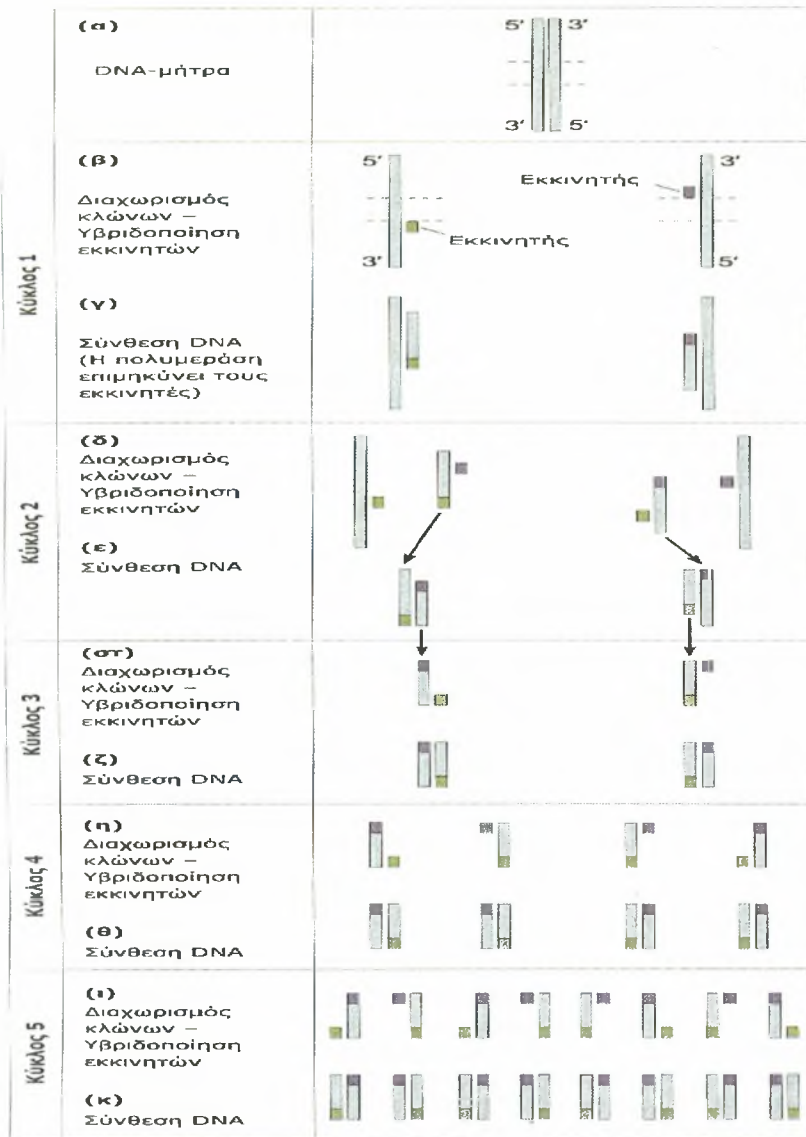 (α)
DNA-μήτρα
5′ 3′
3′ 5′
Κύκλος 1
(β)
Διαχωρισμός
κλώνων –
Υβριδοποίηση
εκκινητών
5′
3′
Εκκινητής
Εκκινητής
3′
5′
(γ)
Σύνθεση DNA
(Η πολυμεράση
επιμηκύνει τους
εκκινητές)
Κύκλος 2
(δ)
Διαχωρισμός
κλώνων –
Υβριδοποίηση
εκκινητών
(ε)
Σύνθεση DNA
Κύκλος 3
(στ)
Διαχωρισμός
κλώνων –
Υβριδοποίηση
εκκινητών
(ζ)
Σύνθεση DNA
Κύκλος 4
(η)
Διαχωρισμός
κλώνων –
Υβριδοποίηση
εκκινητών
(θ)
Σύνθεση DNA
Κύκλος 5
(ι)
Διαχωρισμός
κλώνων –
Υβριδοποίηση
εκκινητών
(κ)
Σύνθεση DNA